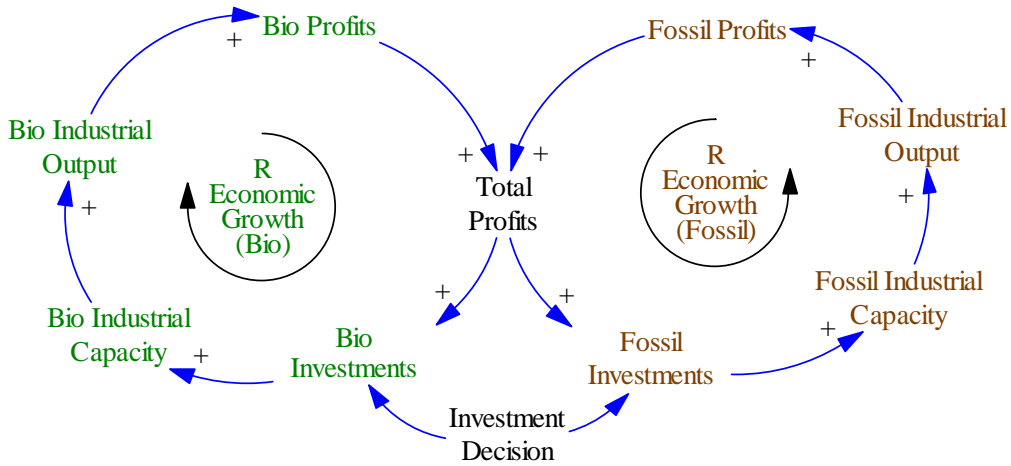 Bio Profits
Fossil Profits
+
+
Bio Industrial
Output
Fossil Industrial
Output
R
Economic
Growth
(Bio)
R
Economic
Growth
(Fossil)
+
+
Total
Profits
+
+
+
+
Bio Industrial
Capacity
Fossil Industrial
Capacity
+
+
Bio
Investments
Fossil
Investments
Investment
Decision